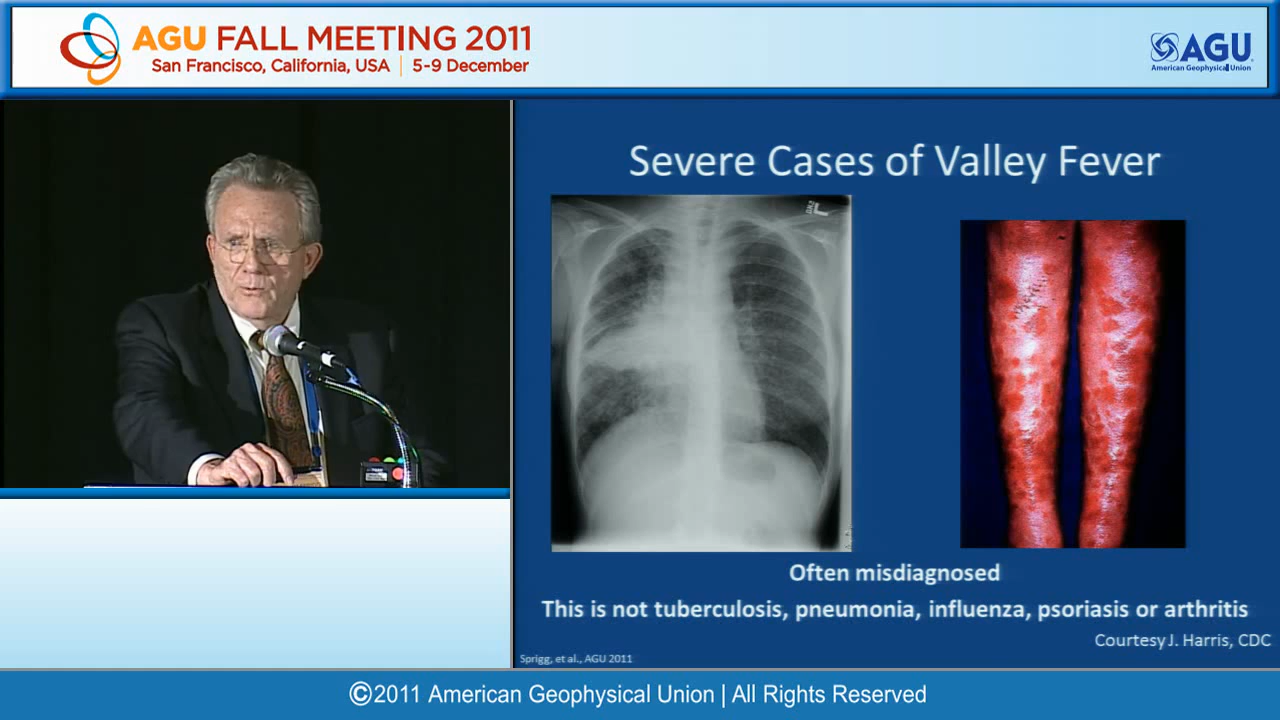 AGU FALL MEETING 2011
San Francisco, California, USA | 5-9 December
AGU
American Geophysical Union
Severe Cases of Valley Fever
L
Often misdiagnosed
This is not tuberculosis, pneumonia, influenza, psoriasis or arthritis
Courtesy J. Harris, CDC
Sprigg, et al., AGU 2011
©2011 American Geophysical Union | All Rights Reserved